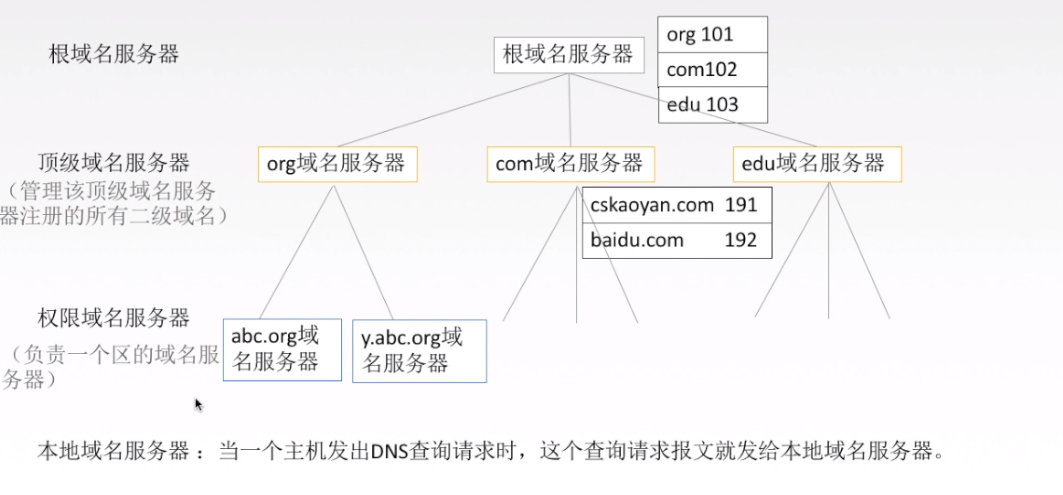 根域名服务器
根域名服务器
org 101
com102
edu 103
顶级域名服务器
（管理该顶级域名服务
器注册的所有二级域名）
org域名服务器
com域名服务器
edu域名服务器
cskaoyan.com 191
baidu.com 192
权限域名服务器
（负责一个区的域名服
务器）
abc.org域
名服务器
y.abc.org域
名服务器
本地域名服务器：当一个主机发出DNS查询请求时，这个查询请求报文就发给本地域名服务器。